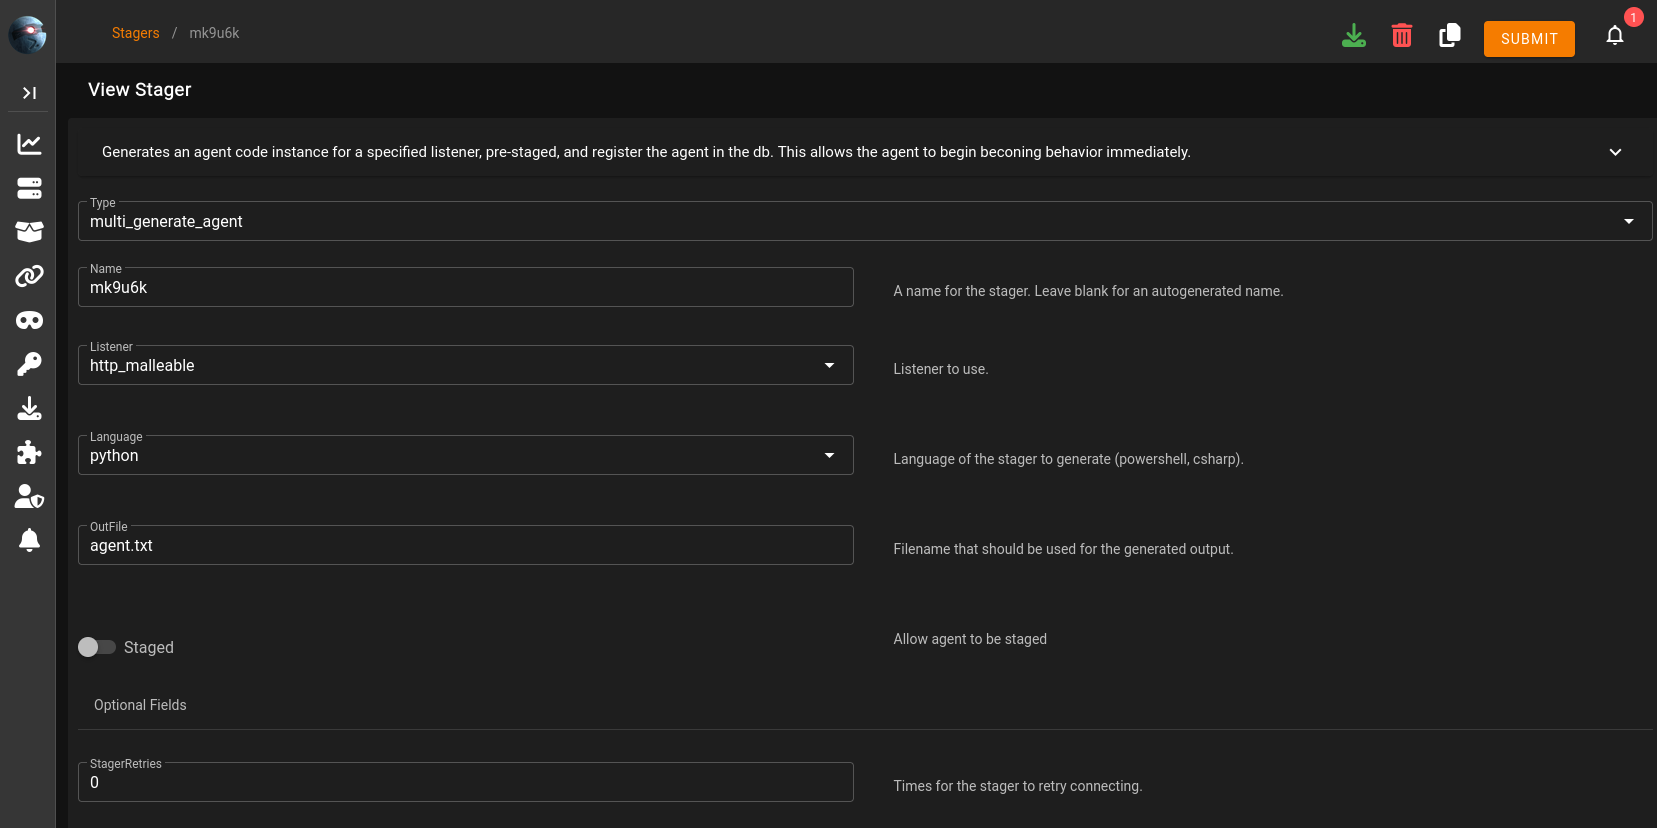 Stagers / mk9u6k
SUBMIT
1
View Stager
Generates an agent code instance for a specified listener, pre-staged, and register the agent in the db. This allows the agent to begin beconing behavior immediately.
Type
multi_generate_agent
Name
mk9u6k
A name for the stager. Leave blank for an autogenerated name.
Listener
http_malleable
Listener to use.
Language
python
Language of the stager to generate (powershell, csharp).
OutFile
agent.txt
Filename that should be used for the generated output.
Staged
Allow agent to be staged
Optional Fields
StagerRetries
0
Times for the stager to retry connecting.